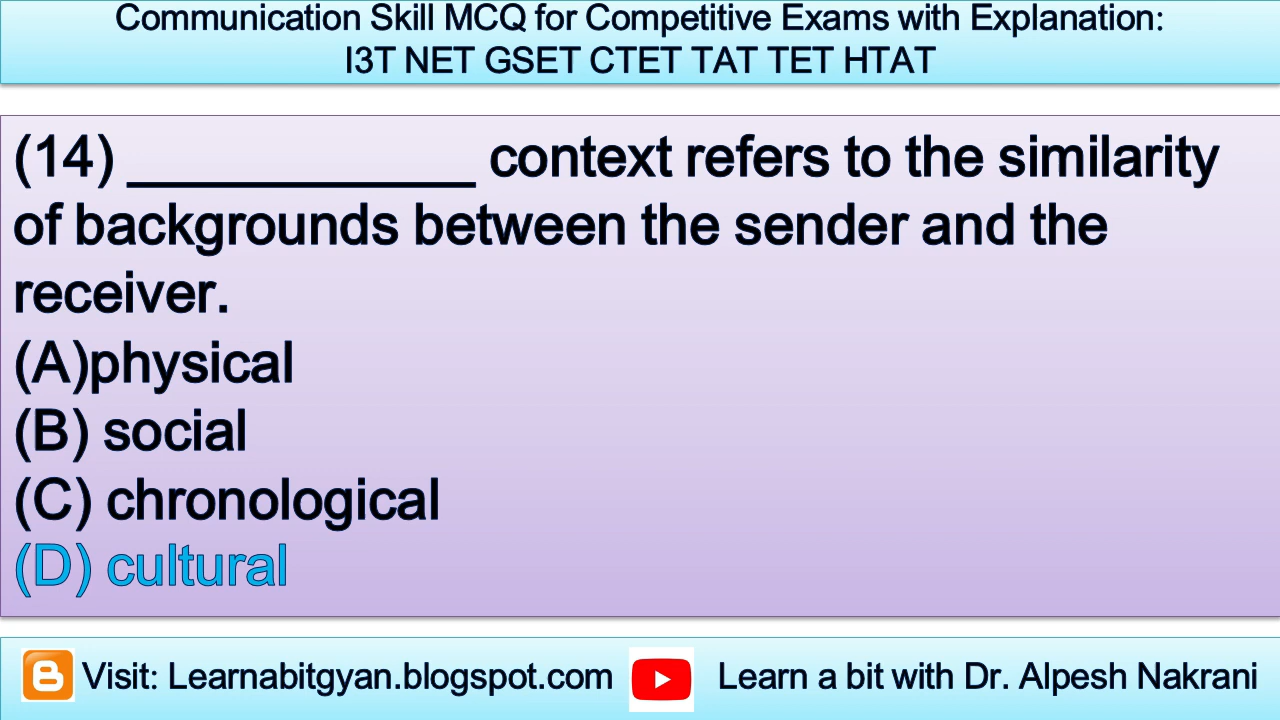 Communication Skill MCQ for Competitive Exams with Explanation:
I3T NET GSET CTET TAT TET HTAT
(14) _____________ context refers to the similarity
of backgrounds between the sender and the
receiver.
(A)physical
(B) social
(C) chronological
(D) cultural
Visit: Learnabitgyan.blogspot.com Learn a bit with Dr. Alpesh Nakrani